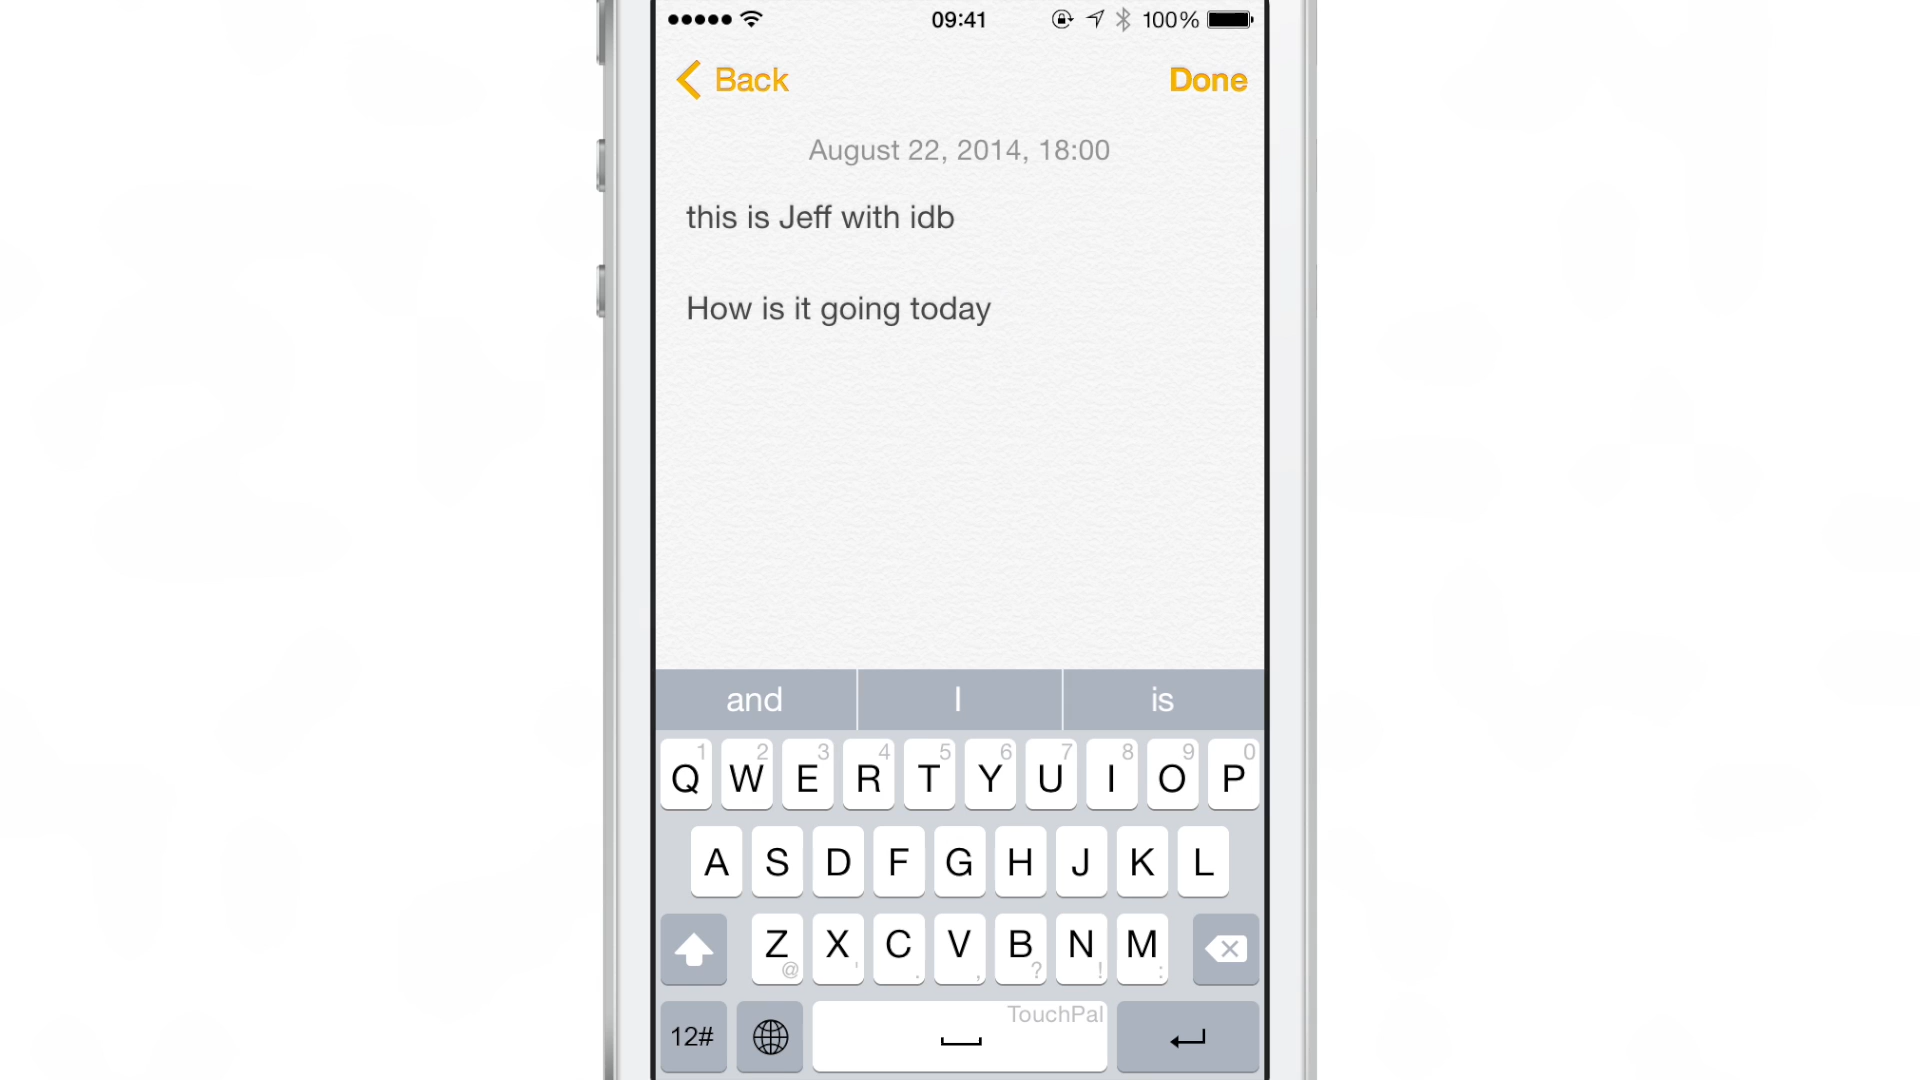 09:41 100%
Back Done
August 22, 2014, 18:00
this is Jeff with idb
How is it going today
and I is
1 2 3 4 5 6 7 8 9 0
Q W E R T Y U I O P
A S D F G H J K L
Z X C V B N M
@ ' . , ? ! :
TouchPal
12#